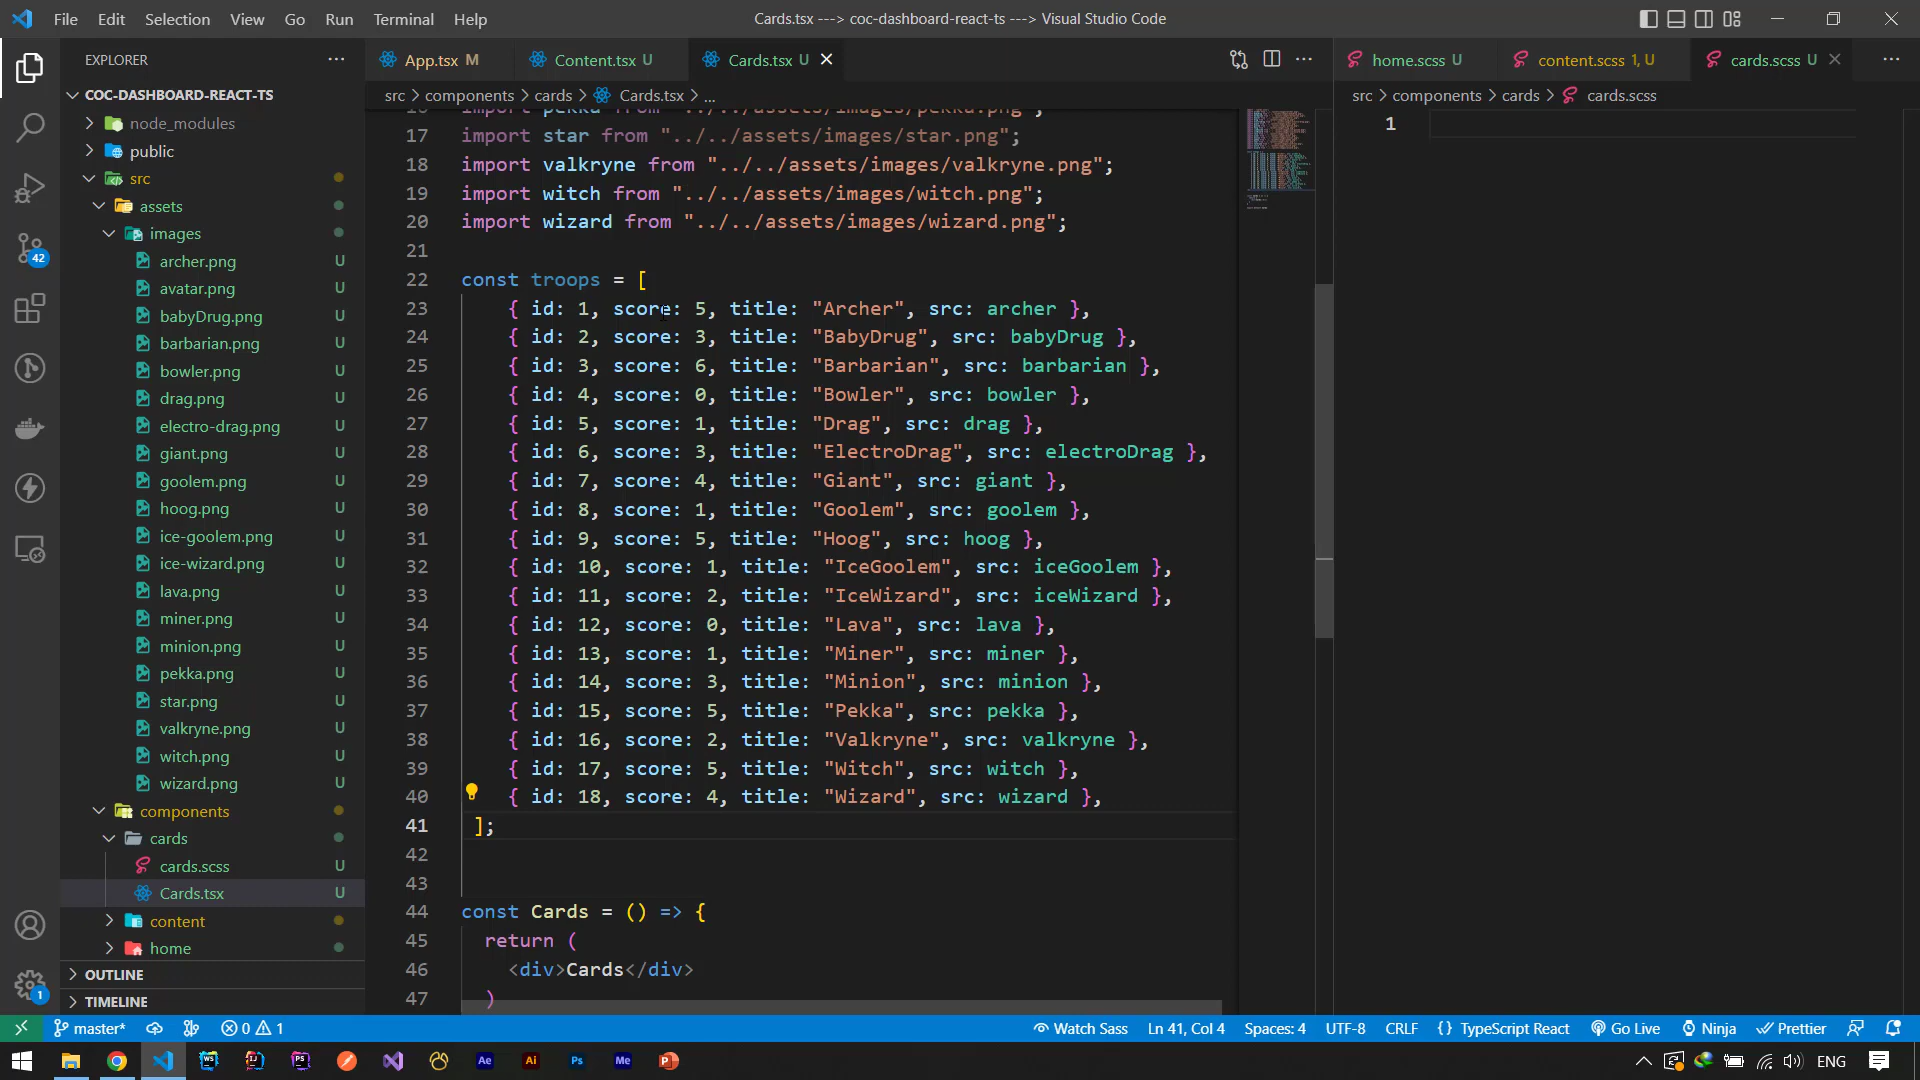 File Edit Selection View Go Run Terminal Help
Cards.tsx ---> coc-dashboard-react-ts ---> Visual Studio Code
EXPLORER
App.tsx M
Content.tsx U
Cards.tsx U
home.scss U
content.scss 1, U
cards.scss U
COC-DASHBOARD-REACT-TS
node_modules
public
src
assets
images
archer.png U
avatar.png U
babyDrug.png U
barbarian.png U
bowler.png U
drag.png U
electro-drag.png U
giant.png U
goolem.png U
hoog.png U
ice-goolem.png U
ice-wizard.png U
lava.png U
miner.png U
minion.png U
pekka.png U
star.png U
valkryne.png U
witch.png U
wizard.png U
components
cards
cards.scss U
Cards.tsx U
content
home
OUTLINE
TIMELINE
42
1
src > components > cards > Cards.tsx > ...
16 import pekka from "../../assets/images/pekka.png";
17 import star from "../../assets/images/star.png";
18 import valkryne from "../../assets/images/valkryne.png";
19 import witch from "../../assets/images/witch.png";
20 import wizard from "../../assets/images/wizard.png";
21
22 const troops = [
23 { id: 1, score: 5, title: "Archer", src: archer },
24 { id: 2, score: 3, title: "BabyDrug", src: babyDrug },
25 { id: 3, score: 6, title: "Barbarian", src: barbarian },
26 { id: 4, score: 0, title: "Bowler", src: bowler },
27 { id: 5, score: 1, title: "Drag", src: drag },
28 { id: 6, score: 3, title: "ElectroDrag", src: electroDrag },
29 { id: 7, score: 4, title: "Giant", src: giant },
30 { id: 8, score: 1, title: "Goolem", src: goolem },
31 { id: 9, score: 5, title: "Hoog", src: hoog },
32 { id: 10, score: 1, title: "IceGoolem", src: iceGoolem },
33 { id: 11, score: 2, title: "IceWizard", src: iceWizard },
34 { id: 12, score: 0, title: "Lava", src: lava },
35 { id: 13, score: 1, title: "Miner", src: miner },
36 { id: 14, score: 3, title: "Minion", src: minion },
37 { id: 15, score: 5, title: "Pekka", src: pekka },
38 { id: 16, score: 2, title: "Valkryne", src: valkryne },
39 { id: 17, score: 5, title: "Witch", src: witch },
40 { id: 18, score: 4, title: "Wizard", src: wizard },
41 ];
42
43
44 const Cards = () => {
45 return (
46 <div>Cards</div>
47 )
src > components > cards > cards.scss
1
master* 0 1 Watch Sass Ln 41, Col 4 Spaces: 4 UTF-8 CRLF {} TypeScript React Go Live Ninja Prettier
WS IJ PS Ae Ai Ps Me P ENG